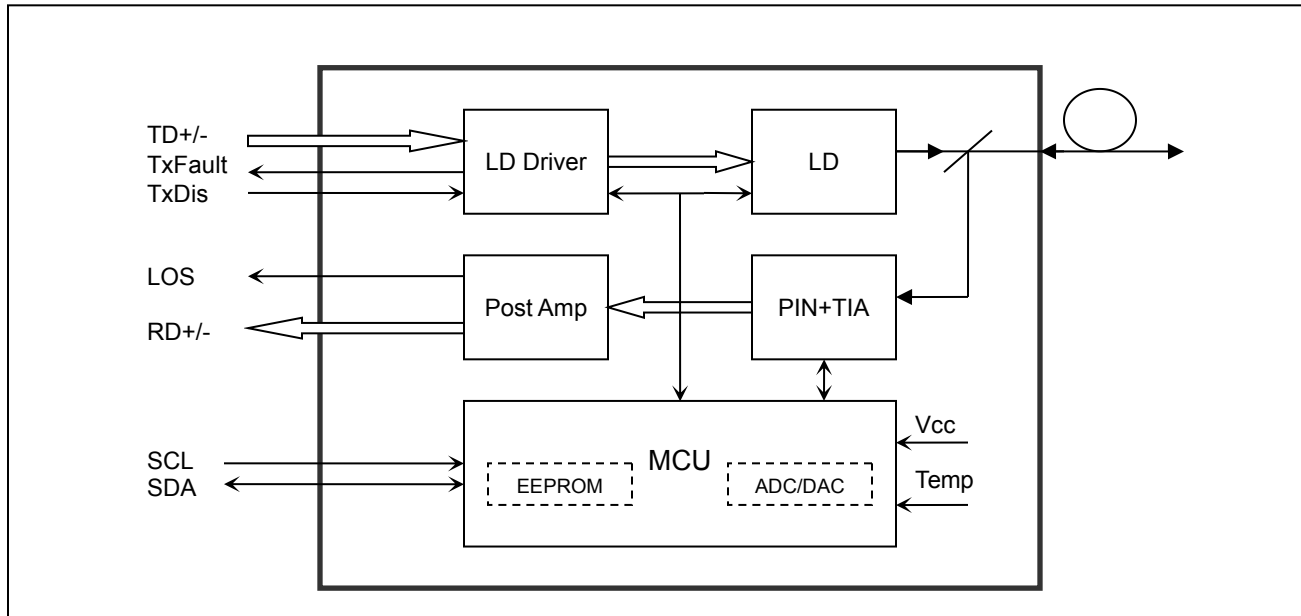 TD+/-
TxFault
TxDis
LD Driver
LD
LOS
RD+/-
Post Amp
PIN+TIA
SCL
SDA
MCU
EEPROM
ADC/DAC
Vcc
Temp